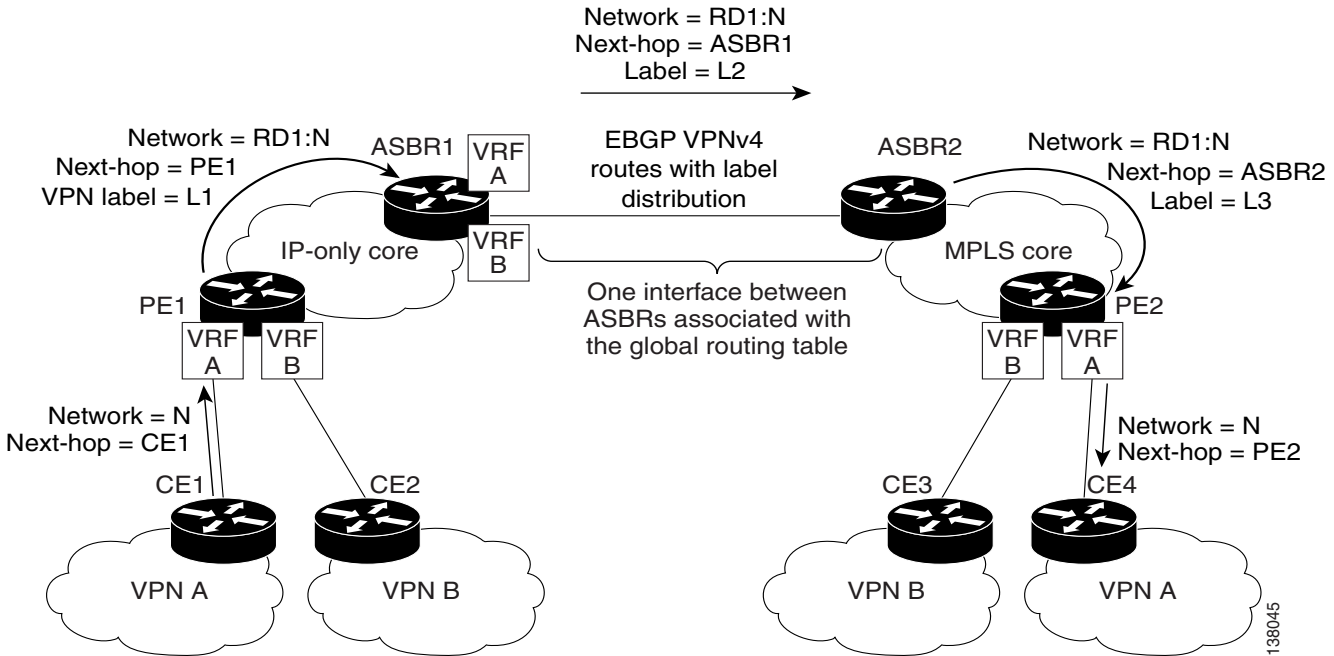 Network = RD1:N
Next-hop = ASBR1
Label = L2
Network = RD1:N
Next-hop = PE1
VPN label = L1
ASBR1
VRF
A
EBGP VPNv4
routes with label
distribution
ASBR2
Network = RD1:N
Next-hop = ASBR2
Label = L3
IP-only core
VRF
B
MPLS core
One interface between
ASBRs associated with
the global routing table
PE1
VRF
A
VRF
B
PE2
VRF
B
VRF
A
Network = N
Next-hop = CE1
Network = N
Next-hop = PE2
CE1
CE2
CE3
CE4
VPN A
VPN B
VPN B
VPN A
138045